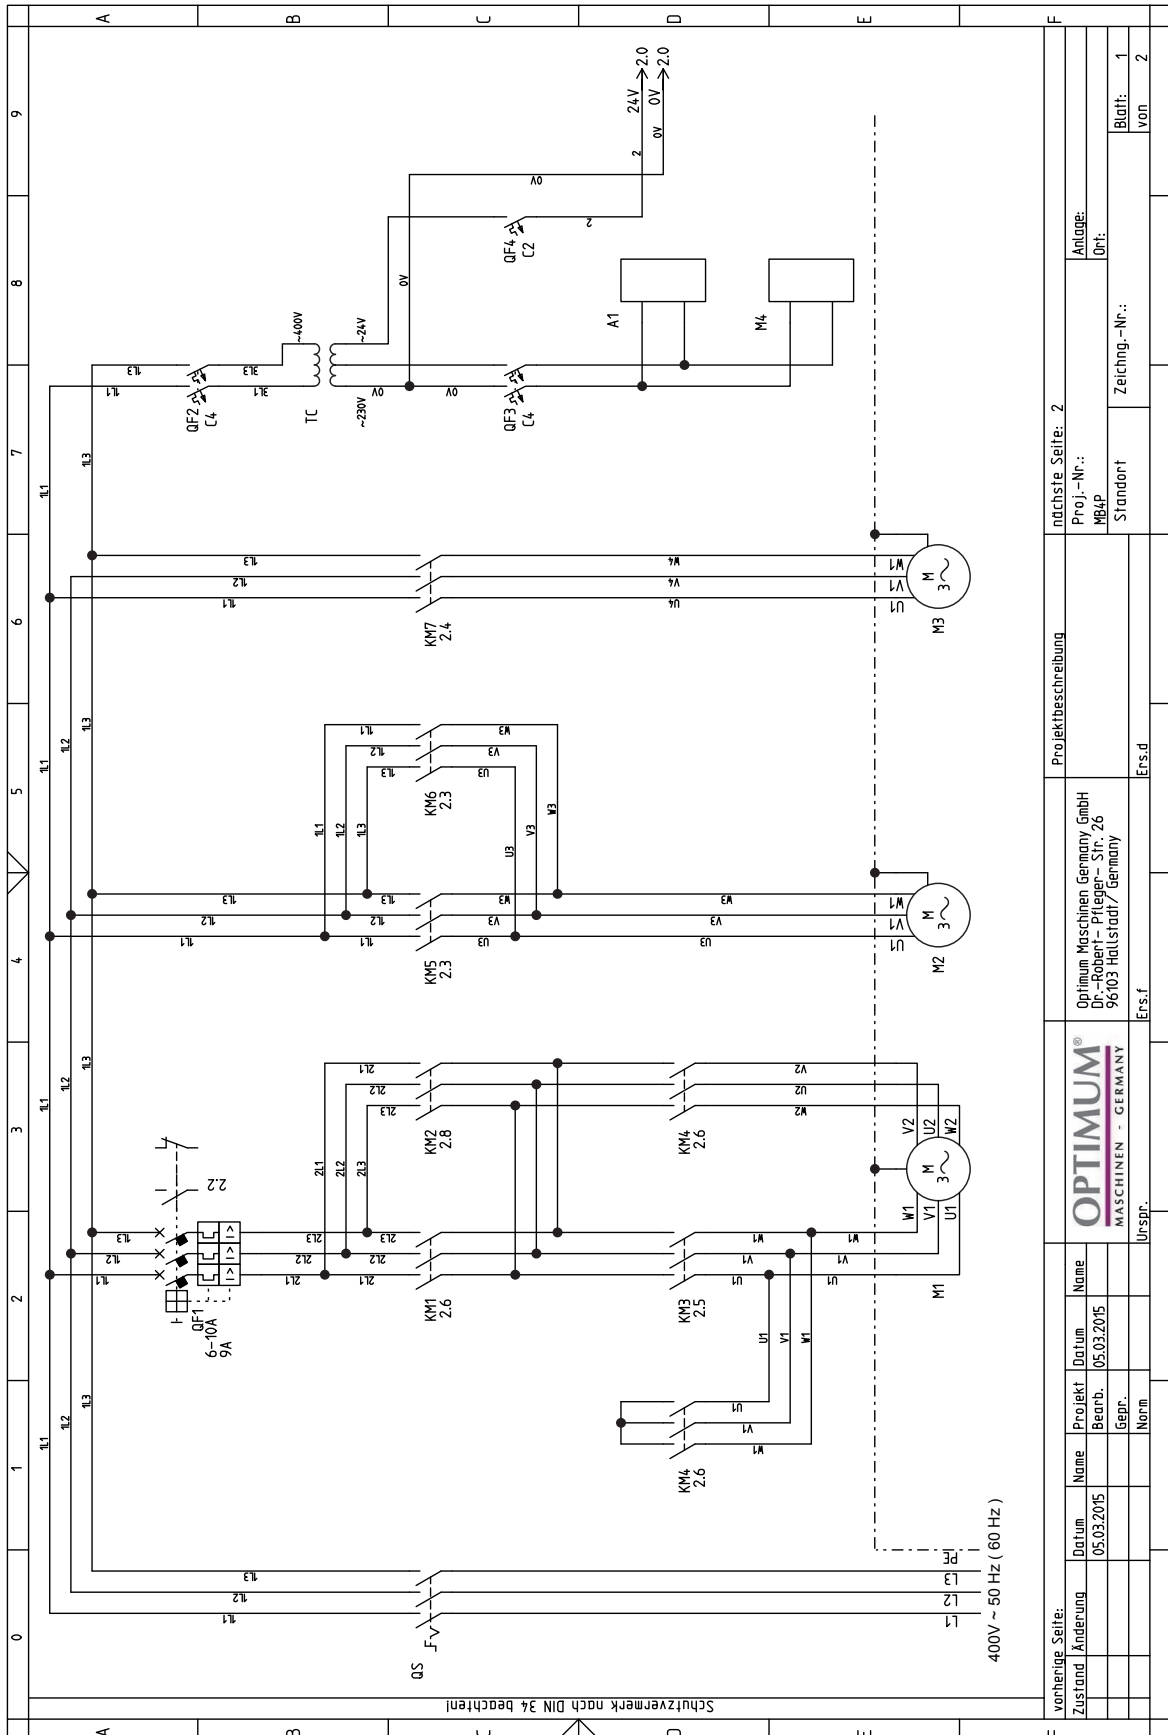 0 1 2 3 4 5 6 7 8 9
A
B
C
D
E
F
A
B
C
D
E
F
Schutzvermerk nach DIN 34 beachten!
1L1
1L2
1L3
1L1
1L2
1L3
QS
L1
L2
L3
PE
400V ~ 50 Hz ( 60 Hz )
1L1
1L2
1L3
1L1
1L2
1L3
QF1
6-10A
9A
I>
I>
I>
2.2
2L1
2L2
2L3
2L1
2L2
2L3
2L1
2L2
2L3
2L3
2L2
2L1
KM1
2.6
KM2
2.8
KM3
2.5
KM4
2.6
KM4
2.6
U1
V1
W1
U1
V1
W1
U1
V1
W1
U1
V1
W1
W2
U2
V2
W1
V1
U1
V2
U2
W2
M
3~
M1
1L1
1L2
1L3
1L1
1L2
1L3
1L1
1L2
1L3
1L1
1L2
1L3
1L3
1L2
1L1
KM5
2.3
KM6
2.3
U3
V3
W3
U3
V3
W3
U3
V3
W3
U3
V3
W3
U1
V1
W1
M
3~
M2
1L1
1L3
1L1
1L2
1L3
KM7
2.4
U4
V4
W4
U1
V1
W1
M
3~
M3
1L1
1L3
QF2
C4
3L1
3L3
TC
~400V
~230V
~24V
0V
0V
0V
QF3
C4
QF4
C2
2
0V
A1
M4
2
0V
24V
0V
2.0
2.0
vorherige Seite:
Zustand
Änderung
Datum
Name
Projekt
Datum
Name
05.03.2015
Bearb.
05.03.2015
Gepr.
Norm
Urspr.
Ers.f
Ers.d
OPTIMUM®
MASCHINEN - GERMANY
Optimum Maschinen Germany GmbH
Dr.-Robert- Pfleger- Str. 26
96103 Hallstadt/ Germany
Projektbeschreibung
nächste Seite: 2
Proj.-Nr.:
MB4P
Standort
Zeichng.-Nr.:
Anlage:
Ort:
Blatt: 1
von 2